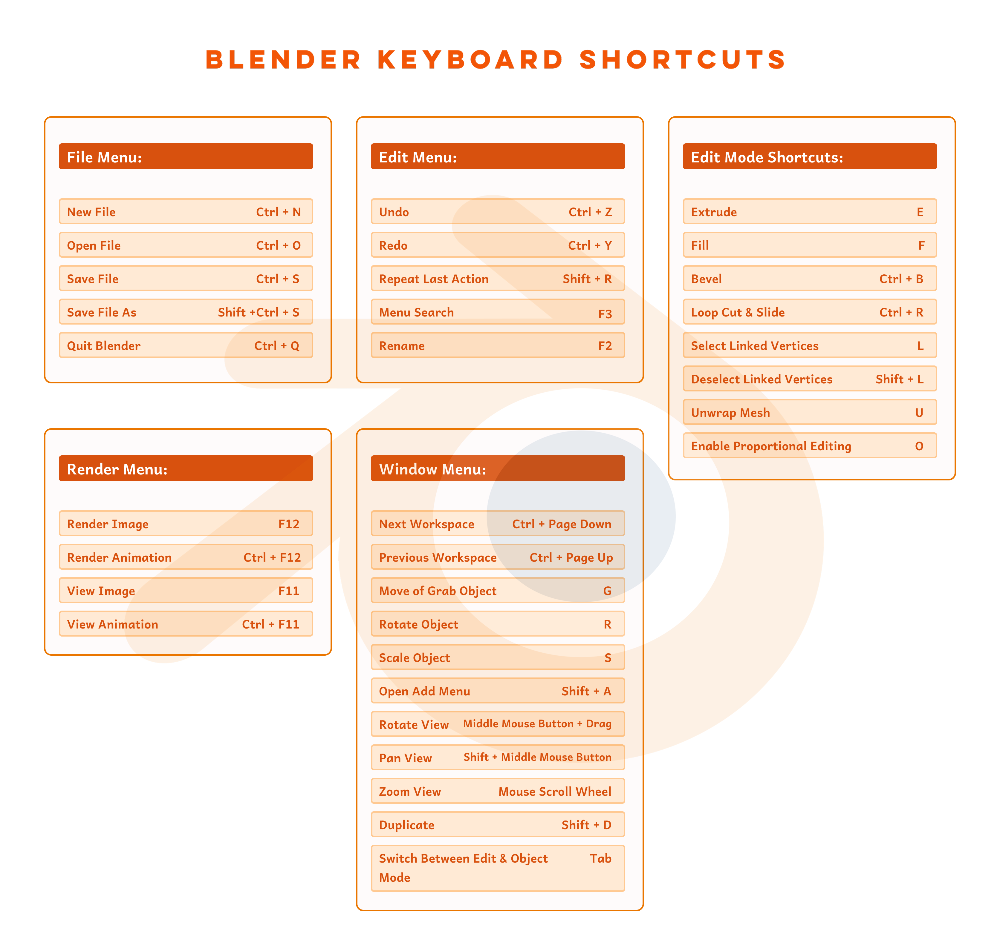 BLENDER KEYBOARD SHORTCUTS
File Menu:
New File Ctrl + N
Open File Ctrl + O
Save File Ctrl + S
Save File As Shift +Ctrl + S
Quit Blender Ctrl + Q
Edit Menu:
Undo Ctrl + Z
Redo Ctrl + Y
Repeat Last Action Shift + R
Menu Search F3
Rename F2
Edit Mode Shortcuts:
Extrude E
Fill F
Bevel Ctrl + B
Loop Cut & Slide Ctrl + R
Select Linked Vertices L
Deselect Linked Vertices Shift + L
Unwrap Mesh U
Enable Proportional Editing O
Render Menu:
Render Image F12
Render Animation Ctrl + F12
View Image F11
View Animation Ctrl + F11
Window Menu:
Next Workspace Ctrl + Page Down
Previous Workspace Ctrl + Page Up
Move of Grab Object G
Rotate Object R
Scale Object S
Open Add Menu Shift + A
Rotate View Middle Mouse Button + Drag
Pan View Shift + Middle Mouse Button
Zoom View Mouse Scroll Wheel
Duplicate Shift + D
Switch Between Edit & Object Tab
Mode